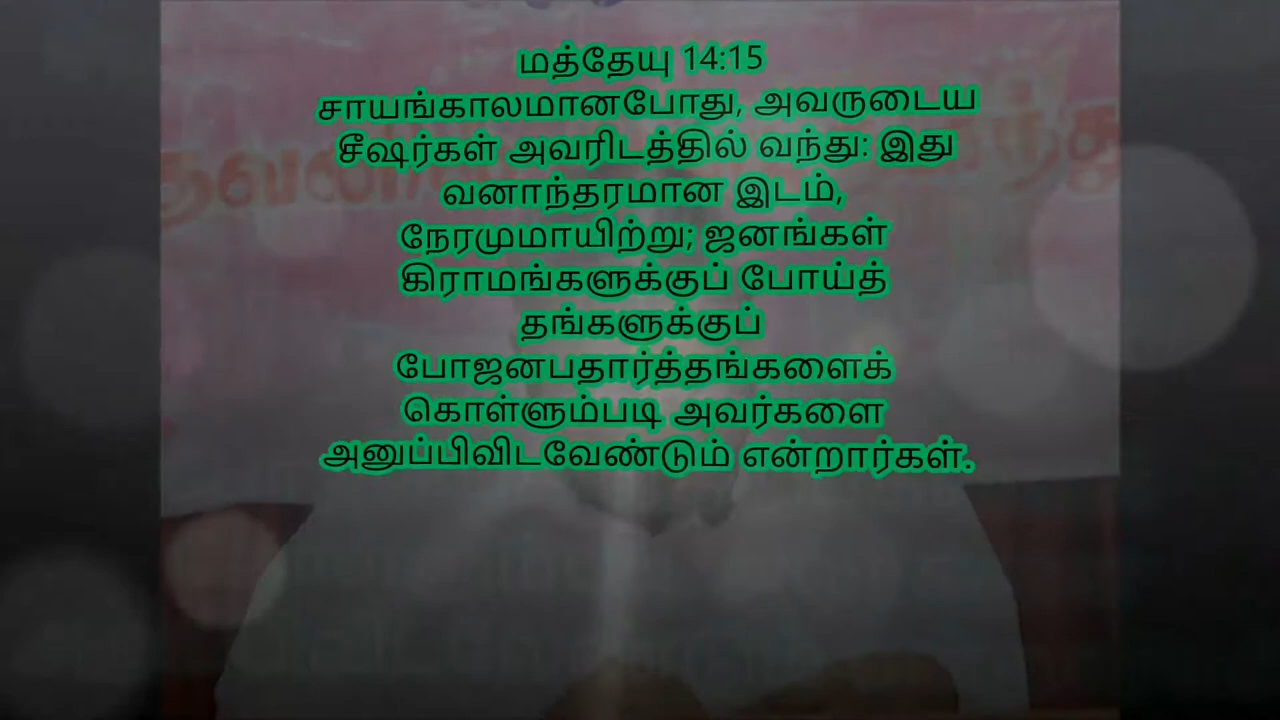 மத்தேயு 14:15
சாயங்காலமானபோது, அவருடைய
சீஷர்கள் அவரிடத்தில் வந்து: இது
வனாந்தரமான இடம்,
நேரமுமாயிற்று; ஜனங்கள்
கிராமங்களுக்குப் போய்த்
தங்களுக்குப்
போஜனபதார்த்தங்களைக்
கொள்ளும்படி அவர்களை
அனுப்பிவிடவேண்டும் என்றார்கள்.